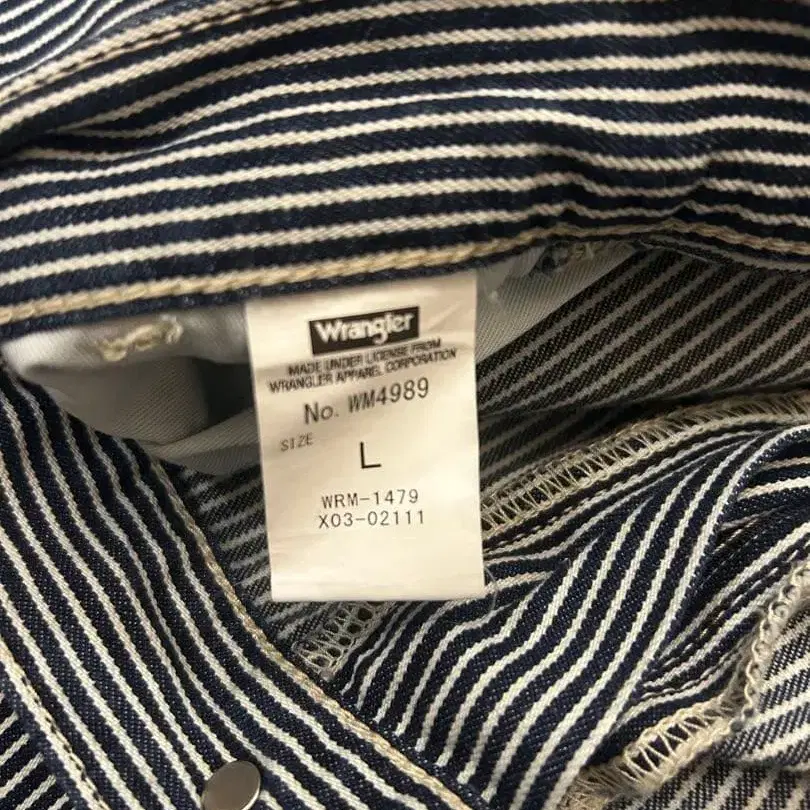 Wrangler
MADE UNDER LICENSE FROM
WRANGLER APPAREL CORPORATION
No. WM4989
SIZE
L
WRM-1479
X03-02111